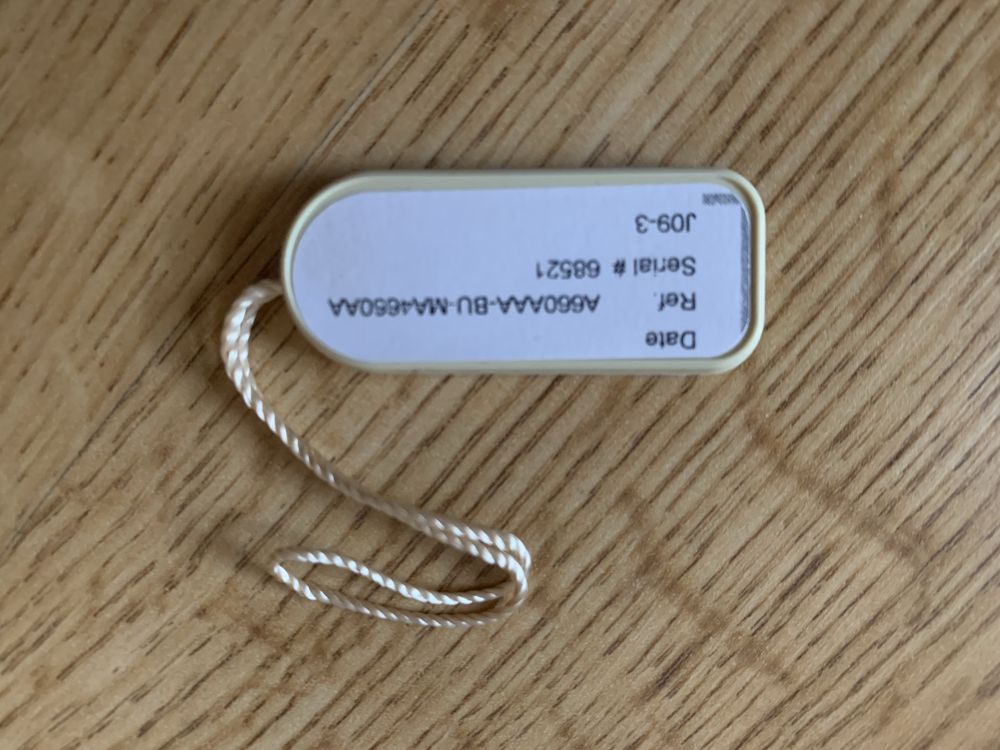 Date
Ref. A660AAA-BU-MA4660AA
Serial # 68521
J09-3